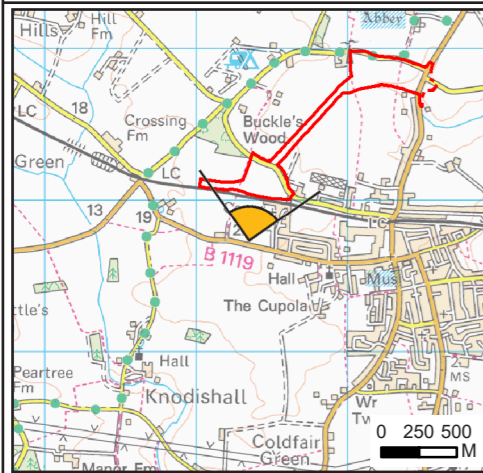 Hills
Hill
Fm
Abbey
LC
18
Crossing
Fm
Buckle's
Wood
Green
LC
13
19
LC
B 1119
Hall
Mus
The Cupola
ttle's
Hall
Peartree
Fm
Knodishall
MS
Wr
Tw
Coldfair
Green
Manor Fm
0 250 500
M